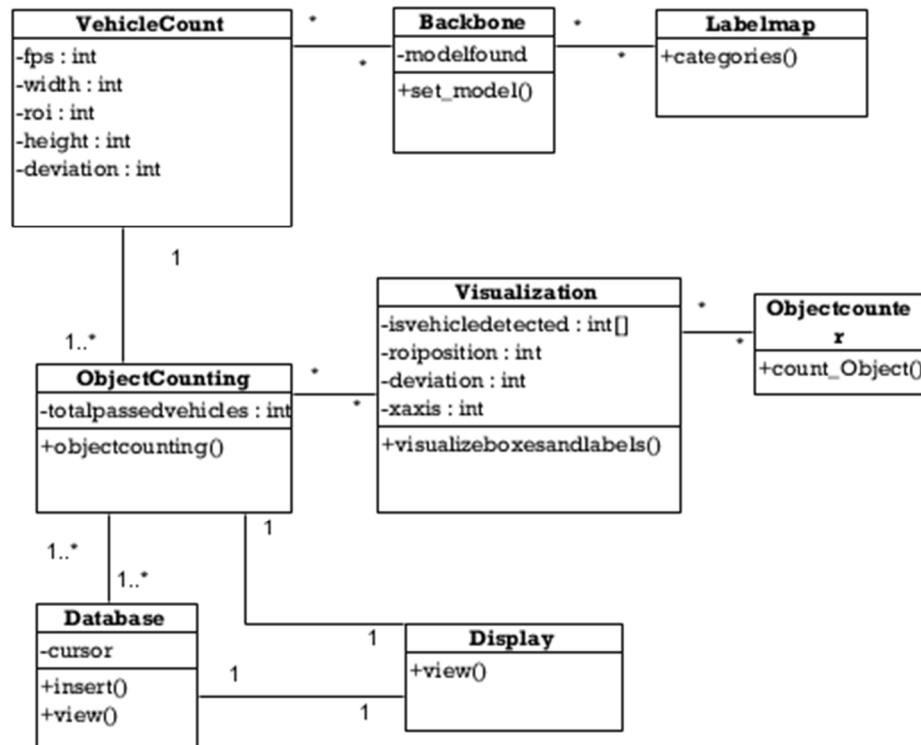 VehicleCount
-fps : int
-width : int
-roi : int
-height : int
-deviation : int
*
*
Backbone
-modelfound
+set_model()
*
*
Labelmap
+categories()
1
1..*
ObjectCounting
-totalpassedvehicles : int
+objectcounting()
*
*
Visualization
-isvehicledetected : int[]
-roiposition : int
-deviation : int
-xaxis : int
+visualizeboxesandlabels()
*
*
Objectcounte
r
+count_Object()
1..*
1..*
1
1
Database
-cursor
+insert()
+view()
1
1
Display
+view()